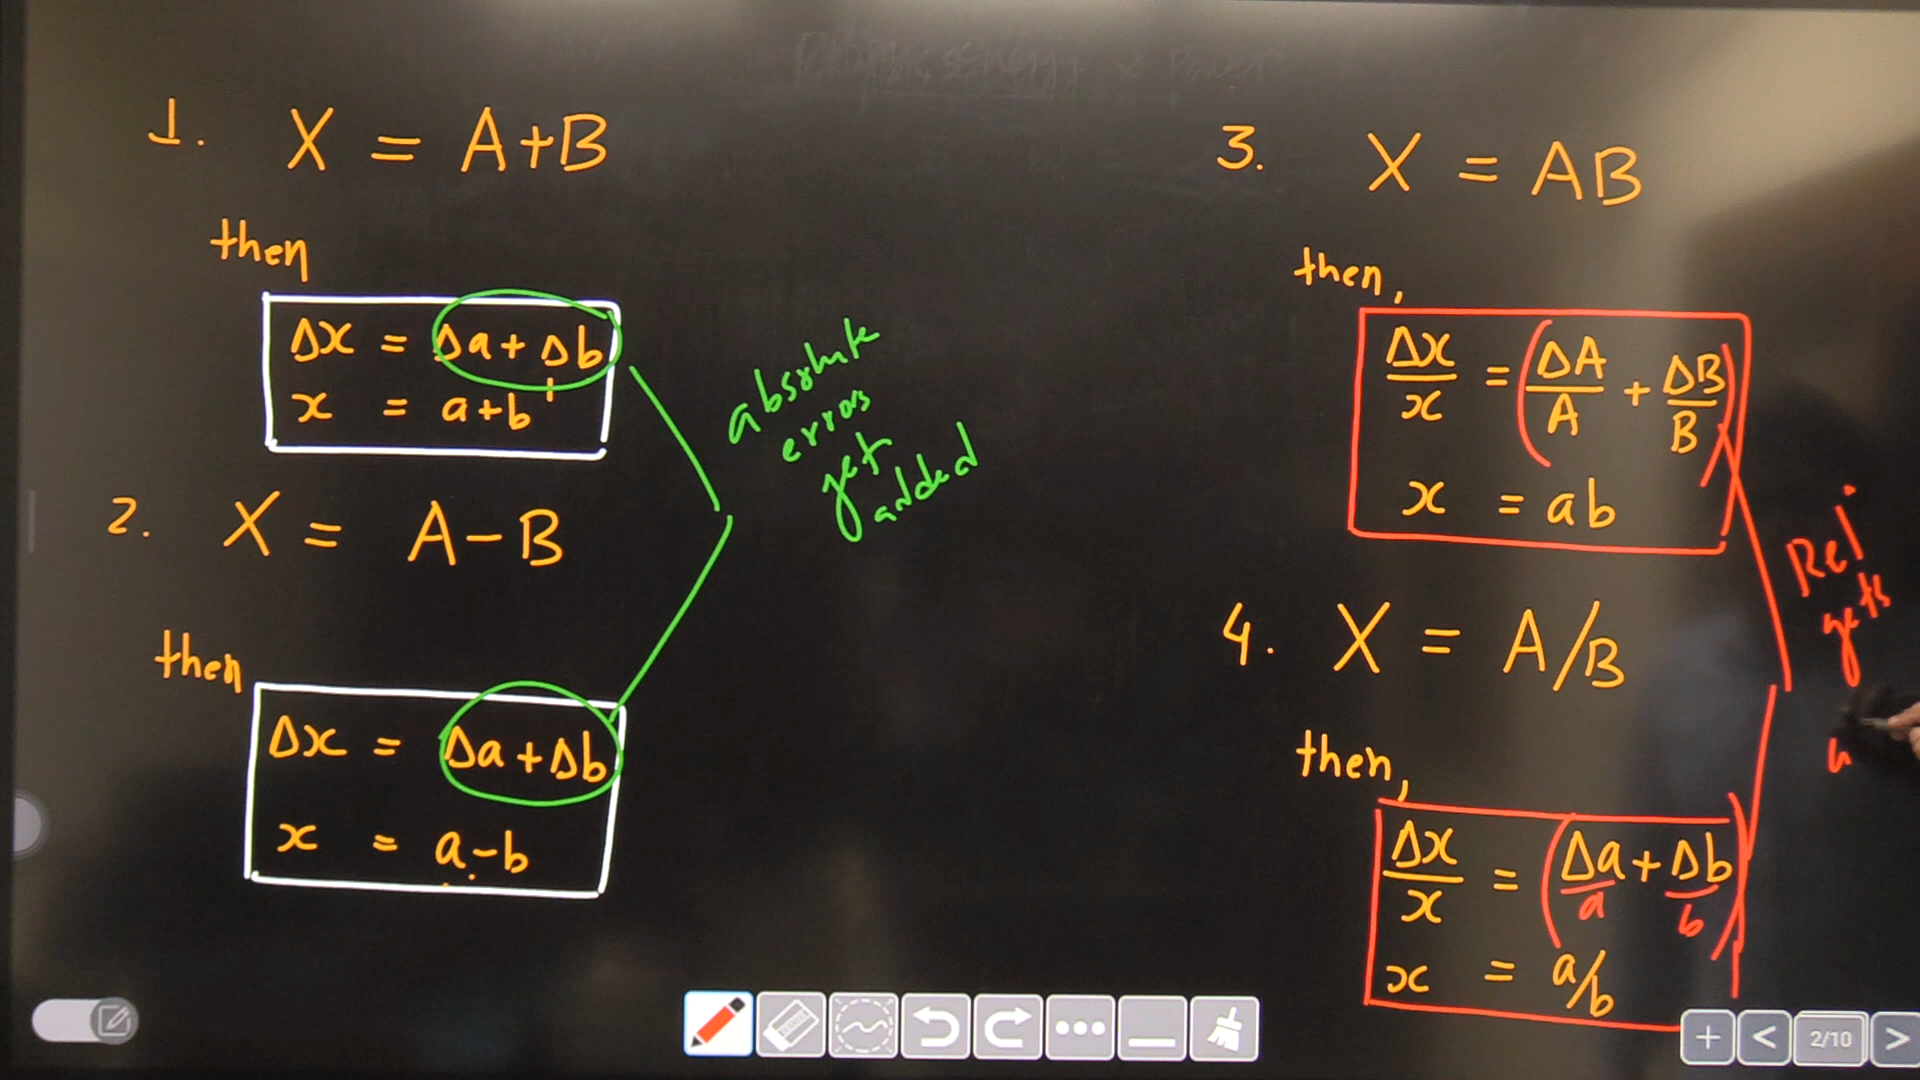 1. X = A+B
then
Δx = Δa + Δb
x = a+b
2. X = A-B
then
Δx = Δa + Δb
x = a-b
absolute
errors
get
added
3. X = AB
then,
Δx/x = (ΔA/A + ΔB/B)
x = ab
4. X = A/B
then,
Δx/x = (Δa/a + Δb/b)
x = a/b
Rel
gets
2/10